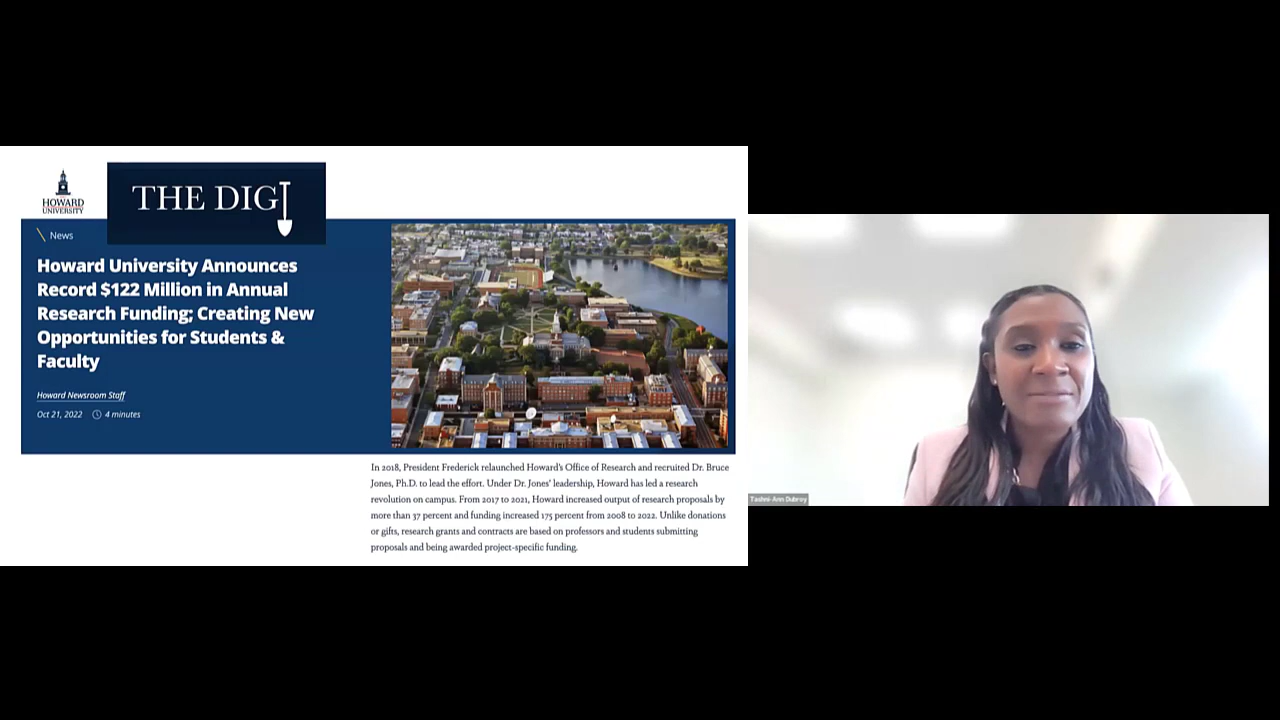 HOWARD
UNIVERSITY
THE DIG
News
Howard University Announces
Record $122 Million in Annual
Research Funding; Creating New
Opportunities for Students &
Faculty
Howard Newsroom Staff
Oct 21, 2022 4 minutes
In 2018, President Frederick relaunched Howard's Office of Research and recruited Dr. Bruce
Jones, Ph.D. to lead the effort. Under Dr. Jones' leadership, Howard has led a research
revolution on campus. From 2017 to 2021, Howard increased output of research proposals by
more than 37 percent and funding increased 175 percent from 2008 to 2022. Unlike donations
or gifts, research grants and contracts are based on professors and students submitting
proposals and being awarded project-specific funding.
Tashni-Ann Dubroy